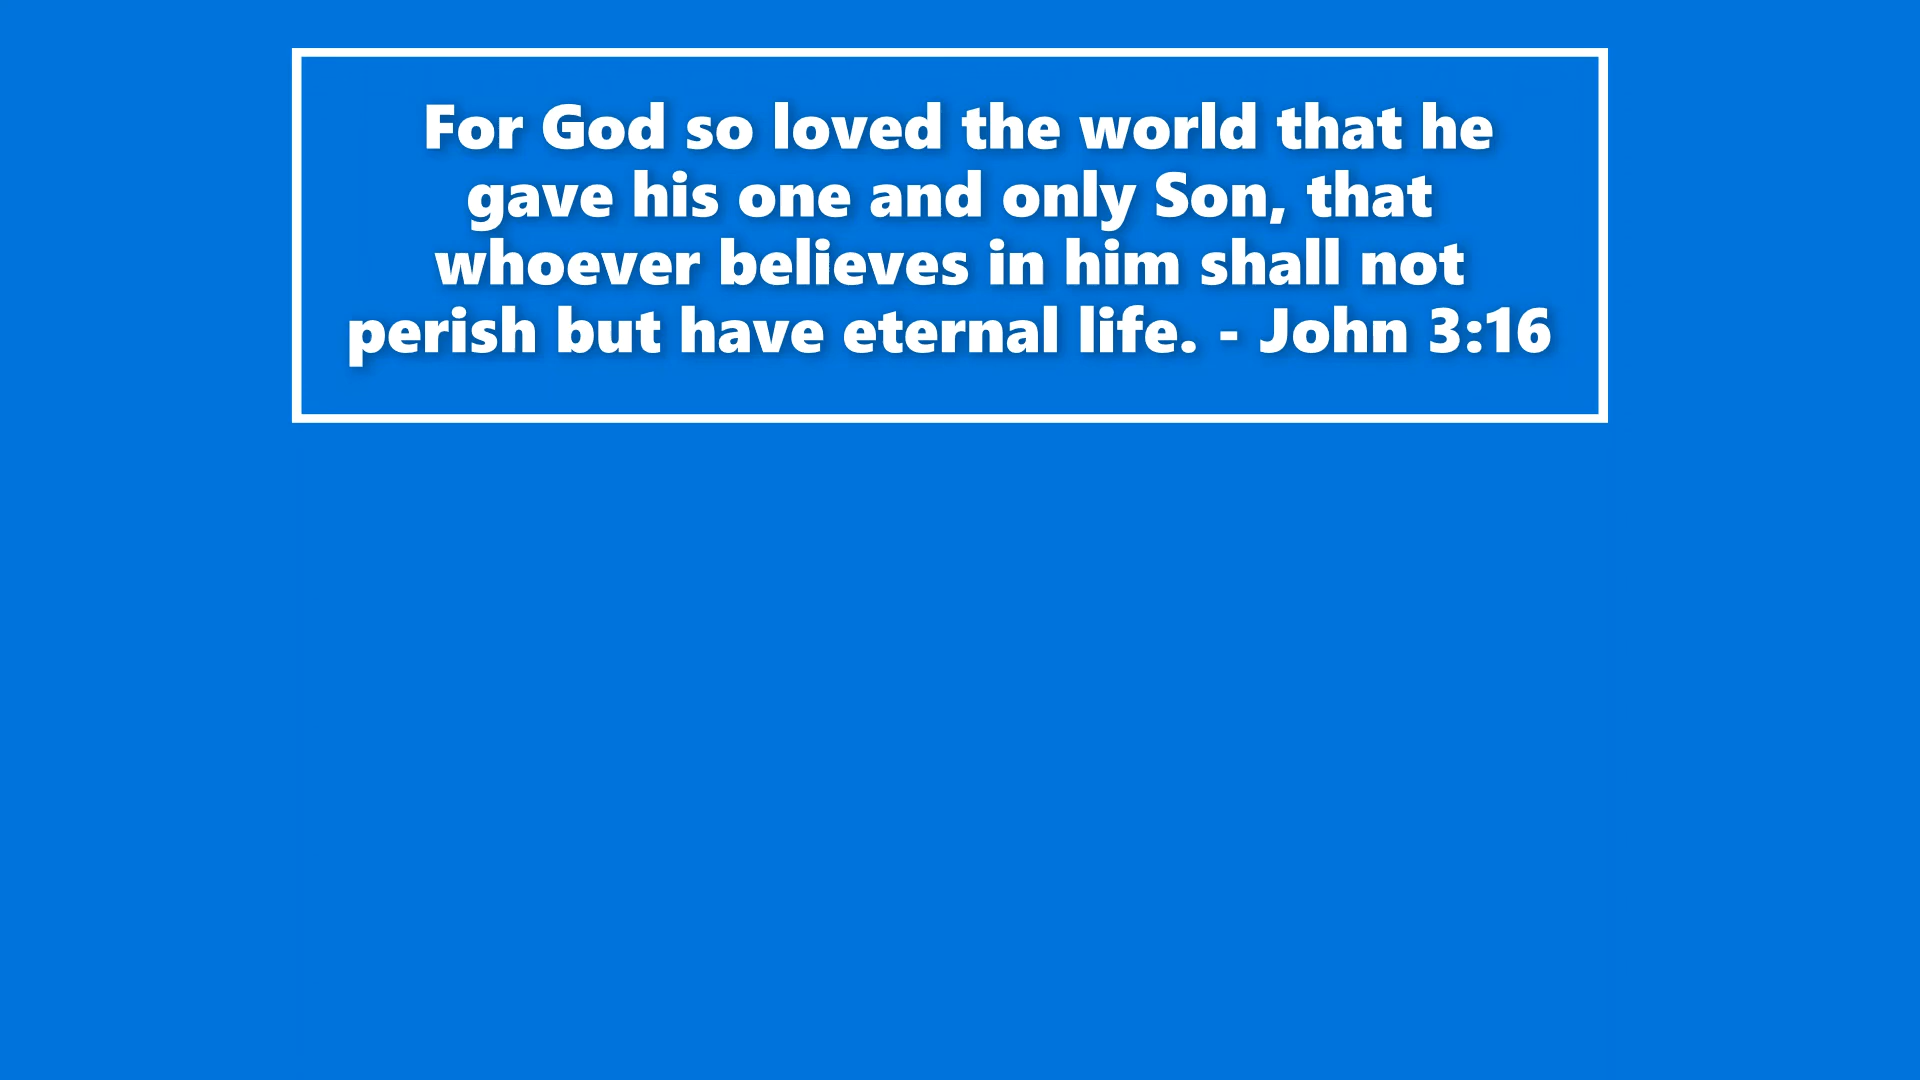 For God so loved the world that he
gave his one and only Son, that
whoever believes in him shall not
perish but have eternal life. - John 3:16